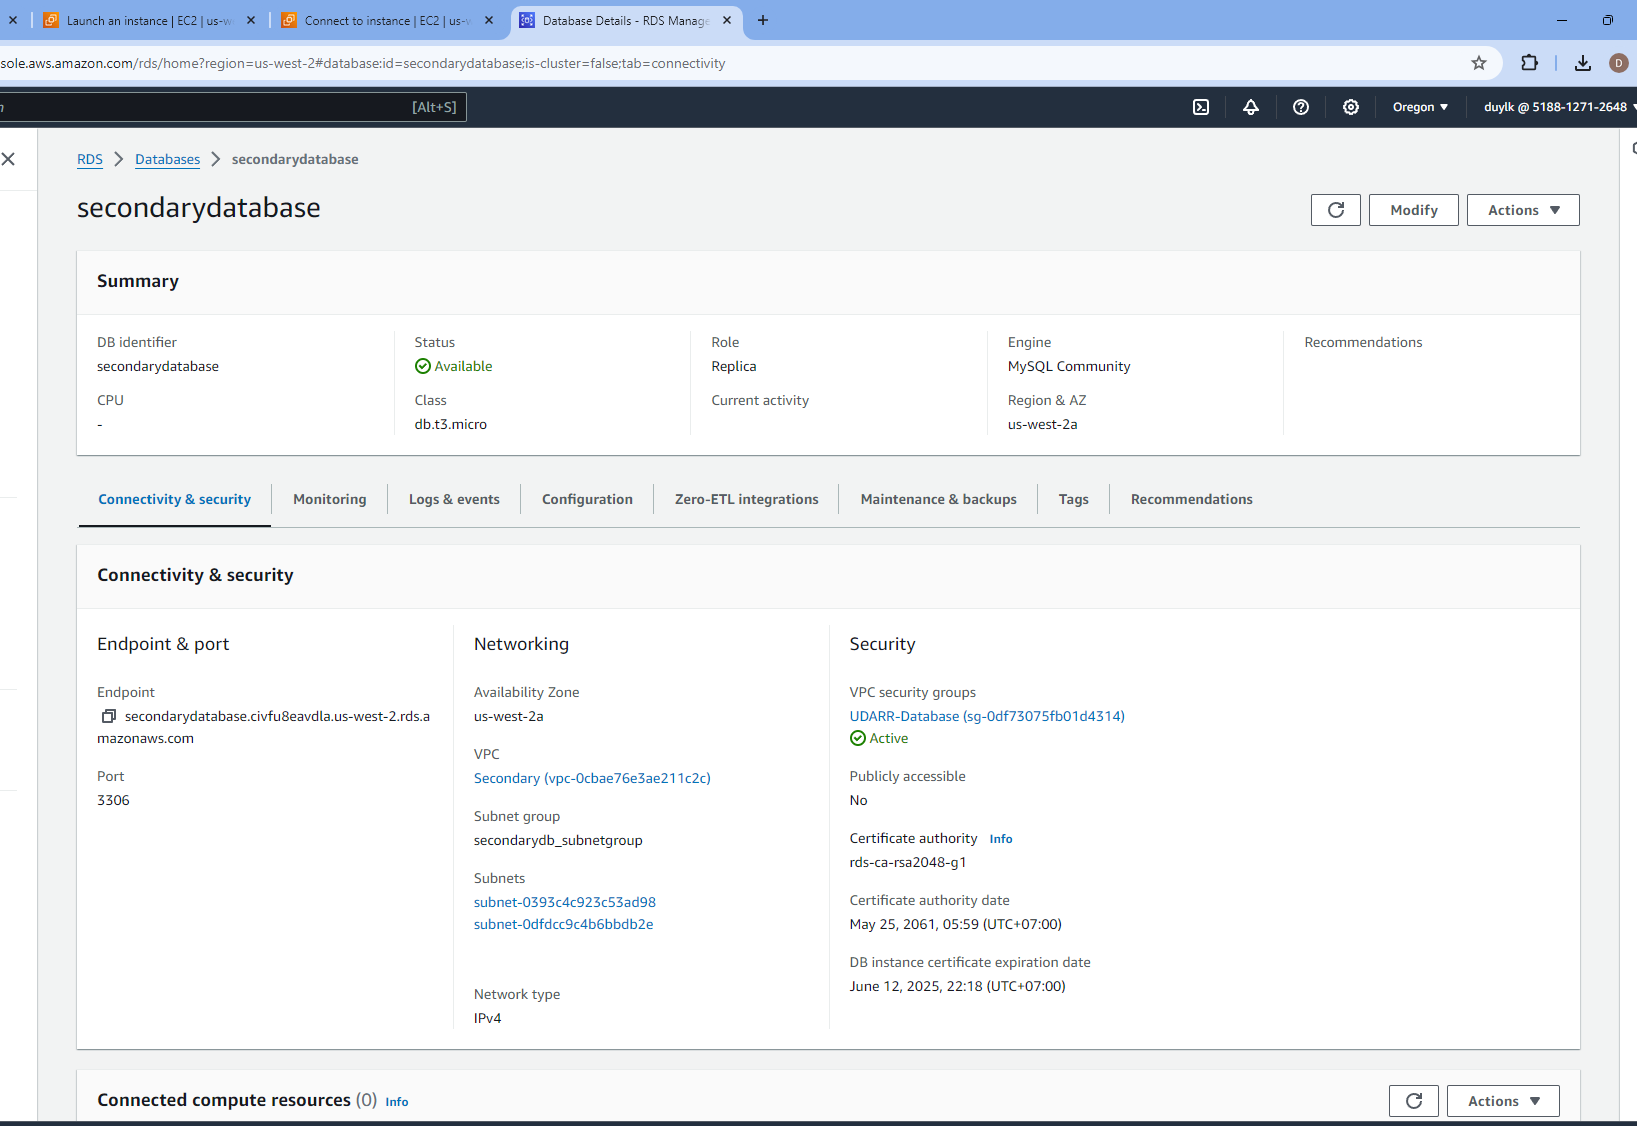 Launch an instance | EC2 | us-w
Connect to instance | EC2 | us-w
Database Details - RDS Manage
sole.aws.amazon.com/rds/home?region=us-west-2#database:id=secondarydatabase;is-cluster=false;tab=connectivity
D
[Alt+S]
Oregon
duylk @ 5188-1271-2648
RDS > Databases > secondarydatabase
secondarydatabase
Modify
Actions
Summary
DB identifier
secondarydatabase
CPU
-
Status
Available
Class
db.t3.micro
Role
Replica
Current activity
Engine
MySQL Community
Region & AZ
us-west-2a
Recommendations
Connectivity & security
Monitoring
Logs & events
Configuration
Zero-ETL integrations
Maintenance & backups
Tags
Recommendations
Connectivity & security
Endpoint & port
Endpoint
secondarydatabase.civfu8eavdla.us-west-2.rds.a
mazonaws.com
Port
3306
Networking
Availability Zone
us-west-2a
VPC
Secondary (vpc-0cbae76e3ae211c2c)
Subnet group
secondarydb_subnetgroup
Subnets
subnet-0393c4c923c53ad98
subnet-0dfdcc9c4b6bbdb2e
Network type
IPv4
Security
VPC security groups
UDARR-Database (sg-0df73075fb01d4314)
Active
Publicly accessible
No
Certificate authority Info
rds-ca-rsa2048-g1
Certificate authority date
May 25, 2061, 05:59 (UTC+07:00)
DB instance certificate expiration date
June 12, 2025, 22:18 (UTC+07:00)
Connected compute resources (0) Info
Actions